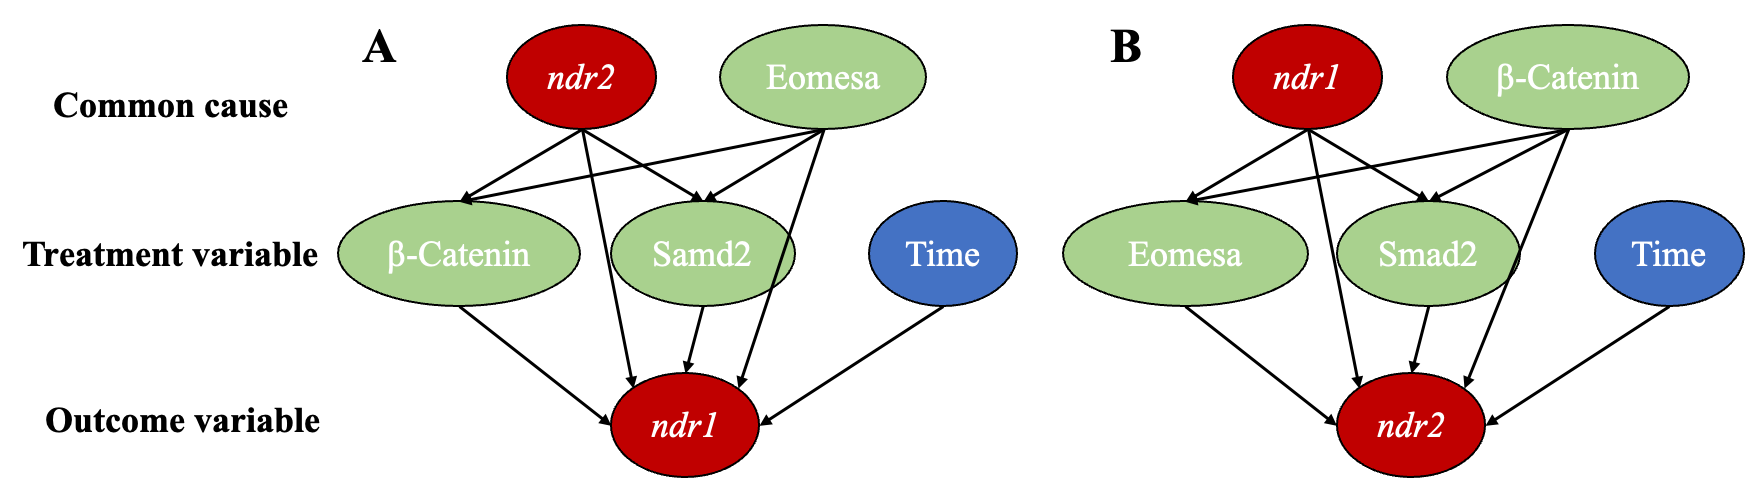 A
ndr2
Eomesa
B
ndr1
β-Catenin
Common cause
Treatment variable
β-Catenin
Samd2
Time
Eomesa
Smad2
Time
Outcome variable
ndr1
ndr2